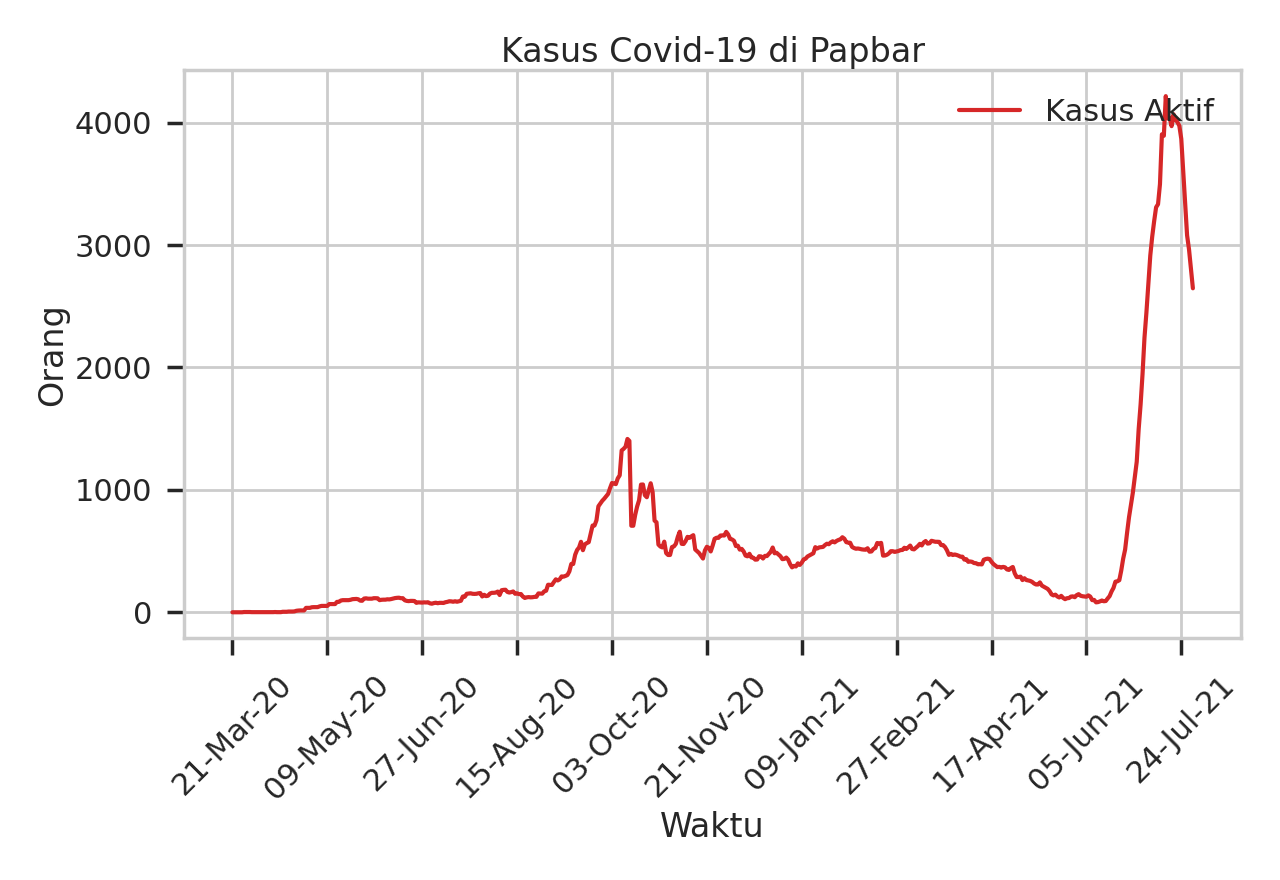 Kasus Covid-19 di Papbar
Kasus Aktif
4000
3000
2000
1000
0
Orang
21-Mar-20
09-May-20
27-Jun-20
15-Aug-20
03-Oct-20
21-Nov-20
09-Jan-21
27-Feb-21
17-Apr-21
05-Jun-21
24-Jul-21
Waktu